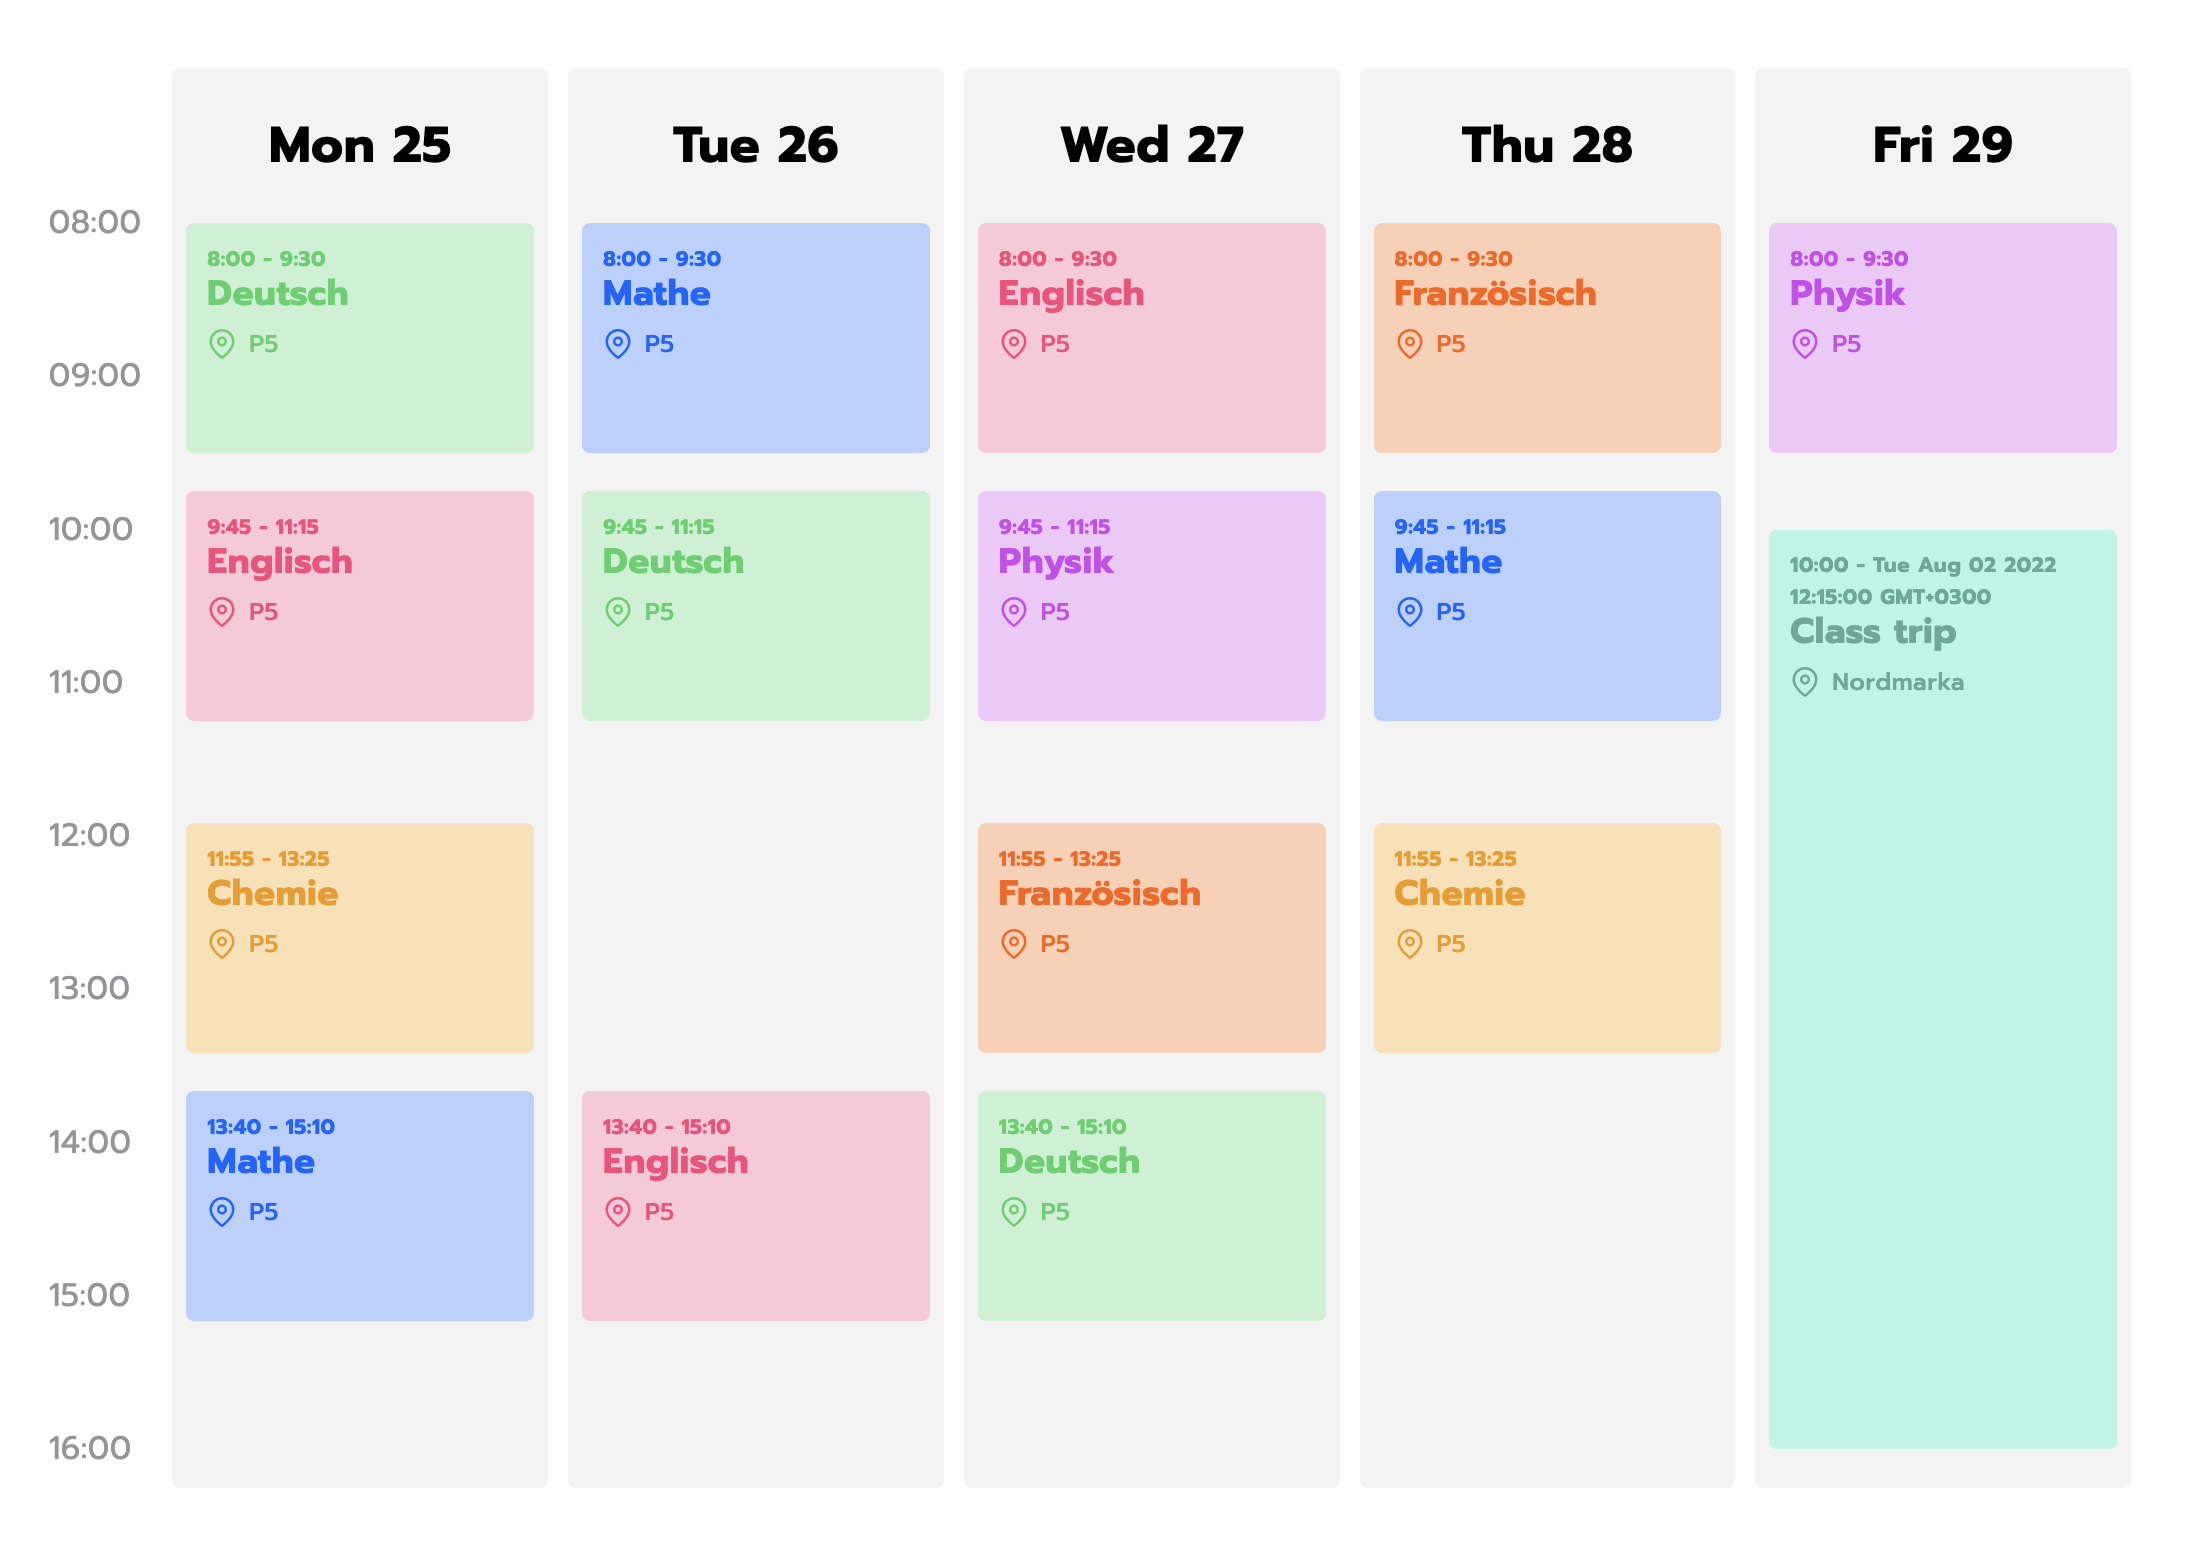 Mon 25
Tue 26
Wed 27
Thu 28
Fri 29
08:00
09:00
10:00
11:00
12:00
13:00
14:00
15:00
16:00
8:00 - 9:30
Deutsch
P5
9:45 - 11:15
Englisch
P5
11:55 - 13:25
Chemie
P5
13:40 - 15:10
Mathe
P5
8:00 - 9:30
Mathe
P5
9:45 - 11:15
Deutsch
P5
13:40 - 15:10
Englisch
P5
8:00 - 9:30
Englisch
P5
9:45 - 11:15
Physik
P5
11:55 - 13:25
Französisch
P5
13:40 - 15:10
Deutsch
P5
8:00 - 9:30
Französisch
P5
9:45 - 11:15
Mathe
P5
11:55 - 13:25
Chemie
P5
8:00 - 9:30
Physik
P5
10:00 - Tue Aug 02 2022
12:15:00 GMT+0300
Class trip
Nordmarka